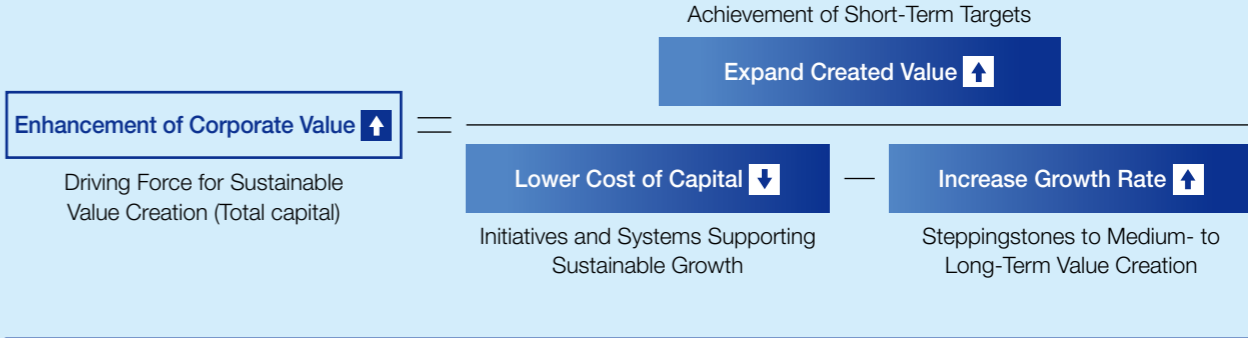 Achievement of Short-Term Targets
Expand Created Value ↑
Enhancement of Corporate Value ↑
=
Driving Force for Sustainable
Value Creation (Total capital)
Lower Cost of Capital ↓
—
Increase Growth Rate ↑
Initiatives and Systems Supporting
Sustainable Growth
Steppingstones to Medium- to
Long-Term Value Creation